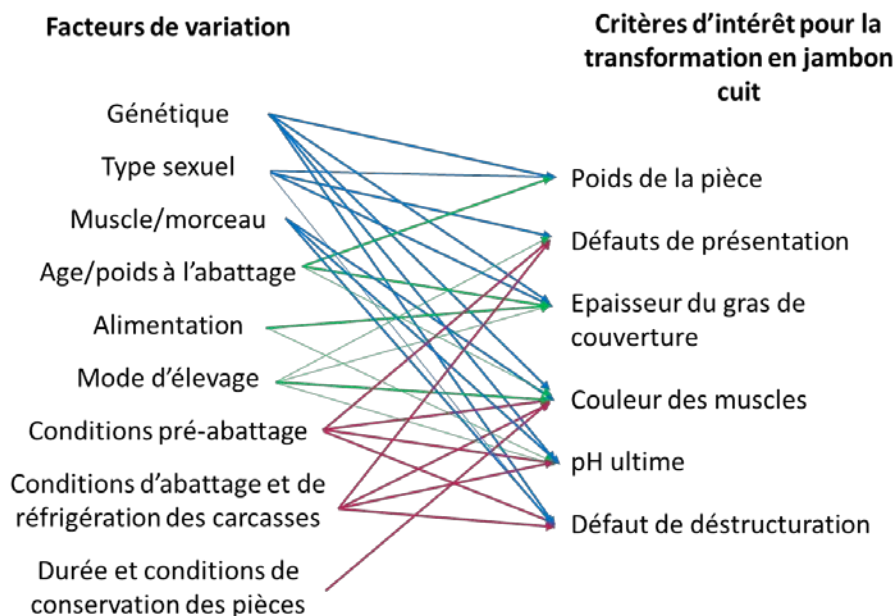 Facteurs de variation
Génétique
Type sexuel
Muscle/morceau
Age/poids à l'abattage
Alimentation
Mode d'élevage
Conditions pré-abattage
Conditions d'abattage et de
réfrigération des carcasses
Durée et conditions de
conservation des pièces
Critères d'intérêt pour la
transformation en jambon
cuit
Poids de la pièce
Défauts de présentation
Epaisseur du gras de
couverture
Couleur des muscles
pH ultime
Défaut de déstructuration